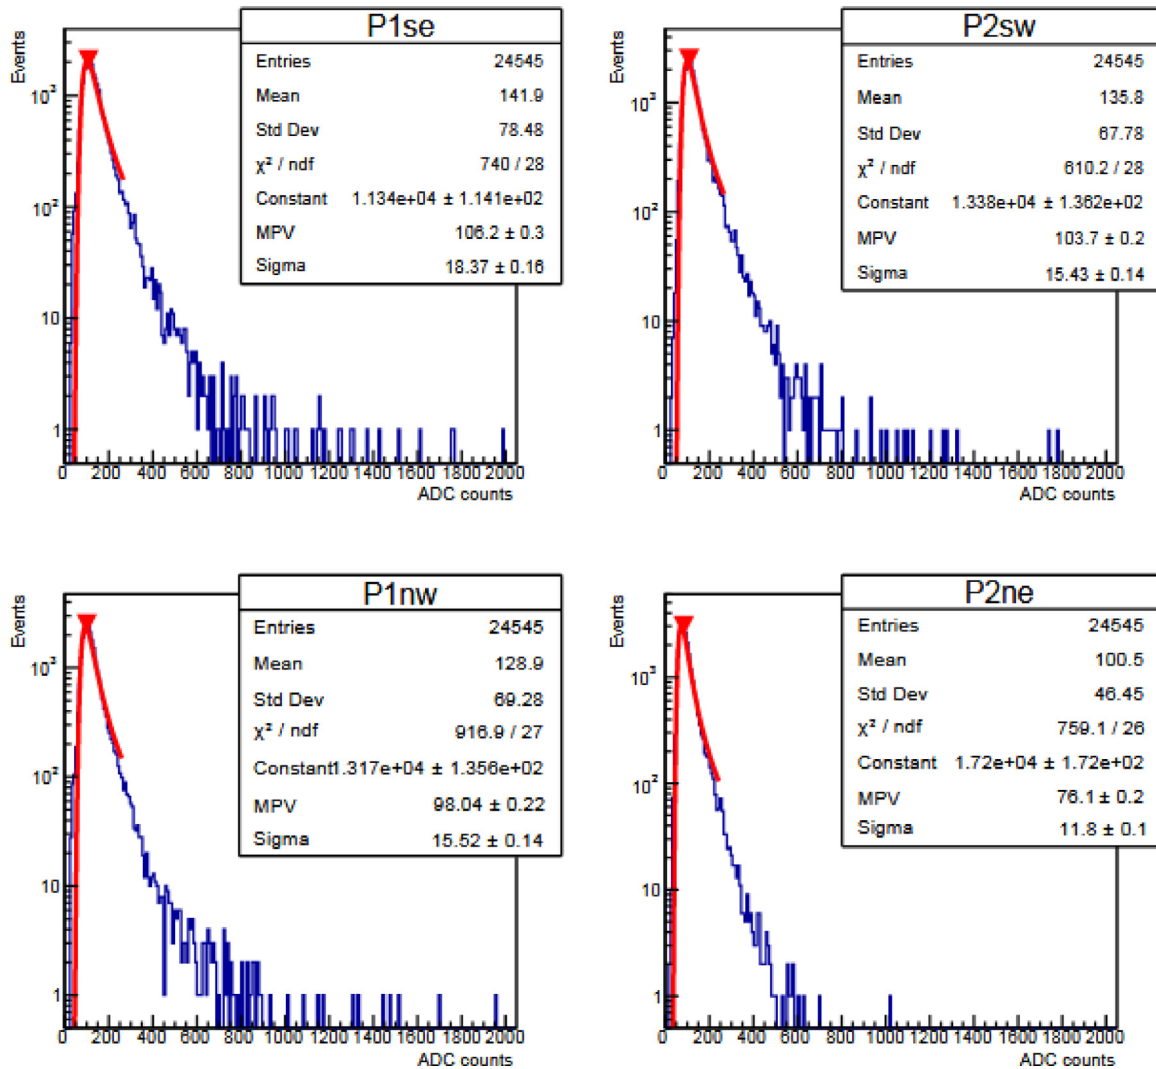 P1se
Entries 24545
Mean 141.9
Std Dev 78.48
χ² / ndf 740 / 28
Constant 1.134e+04 ± 1.141e+02
MPV 106.2 ± 0.3
Sigma 18.37 ± 0.16
Events
10³
10²
10
1
0 200 400 600 800 1000 1200 1400 1600 1800 2000
ADC counts
P2sw
Entries 24545
Mean 135.8
Std Dev 67.78
χ² / ndf 610.2 / 28
Constant 1.338e+04 ± 1.362e+02
MPV 103.7 ± 0.2
Sigma 15.43 ± 0.14
Events
10³
10²
10
1
0 200 400 600 800 1000 1200 1400 1600 1800 2000
ADC counts
P1nw
Entries 24545
Mean 128.9
Std Dev 69.28
χ² / ndf 916.9 / 27
Constant1.317e+04 ± 1.356e+02
MPV 98.04 ± 0.22
Sigma 15.52 ± 0.14
Events
10³
10²
10
1
0 200 400 600 800 1000 1200 1400 1600 1800 2000
ADC counts
P2ne
Entries 24545
Mean 100.5
Std Dev 46.45
χ² / ndf 759.1 / 26
Constant 1.72e+04 ± 1.72e+02
MPV 76.1 ± 0.2
Sigma 11.8 ± 0.1
Events
10³
10²
10
1
0 200 400 600 800 1000 1200 1400 1600 1800 2000
ADC counts